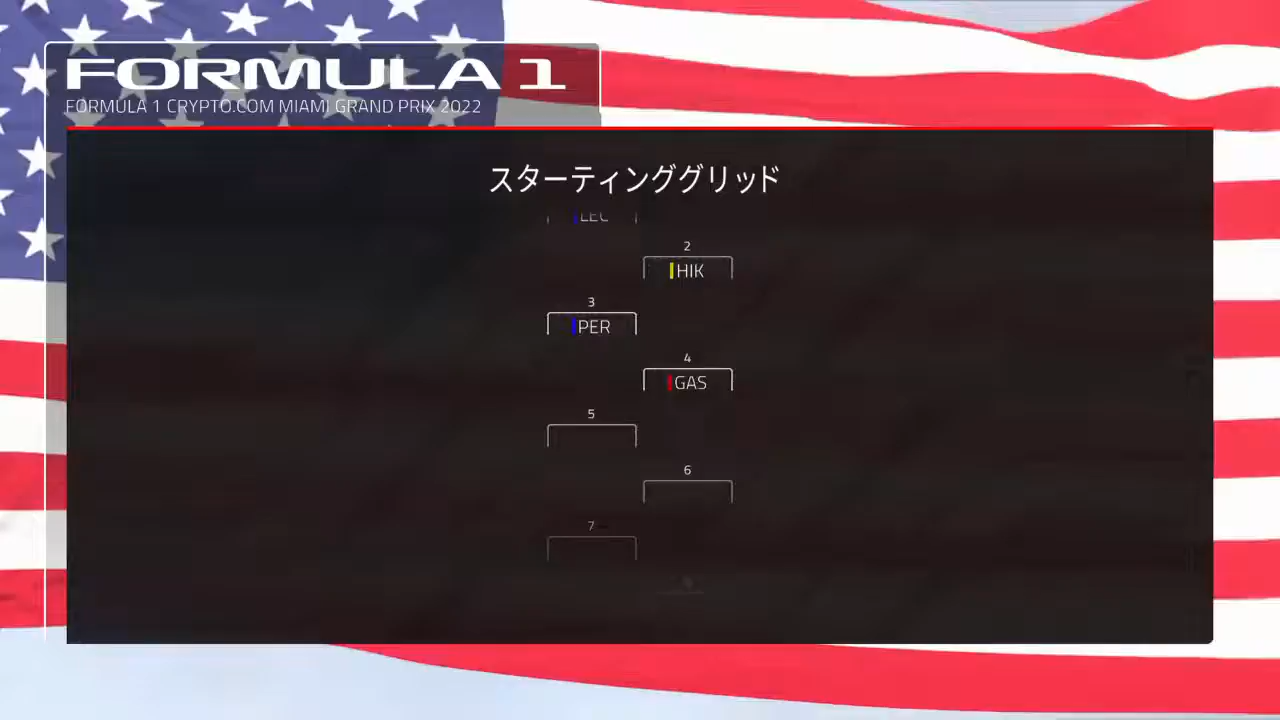 FORMULA 1
FORMULA 1 CRYPTO.COM MIAMI GRAND PRIX 2022
スターティンググリッド
LEC
2
HIK
3
PER
4
GAS
5
6
7